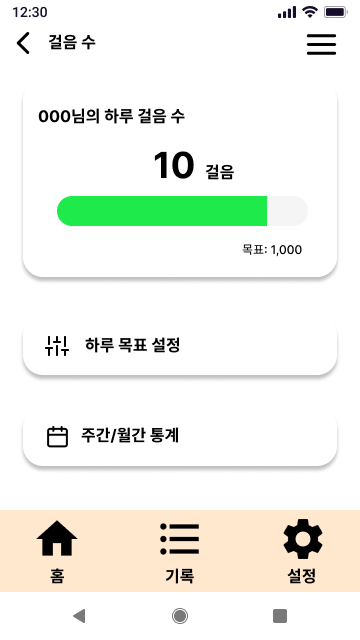 12:30
걸음 수
000님의 하루 걸음 수
10 걸음
목표: 1,000
하루 목표 설정
주간/월간 통계
홈 기록 설정